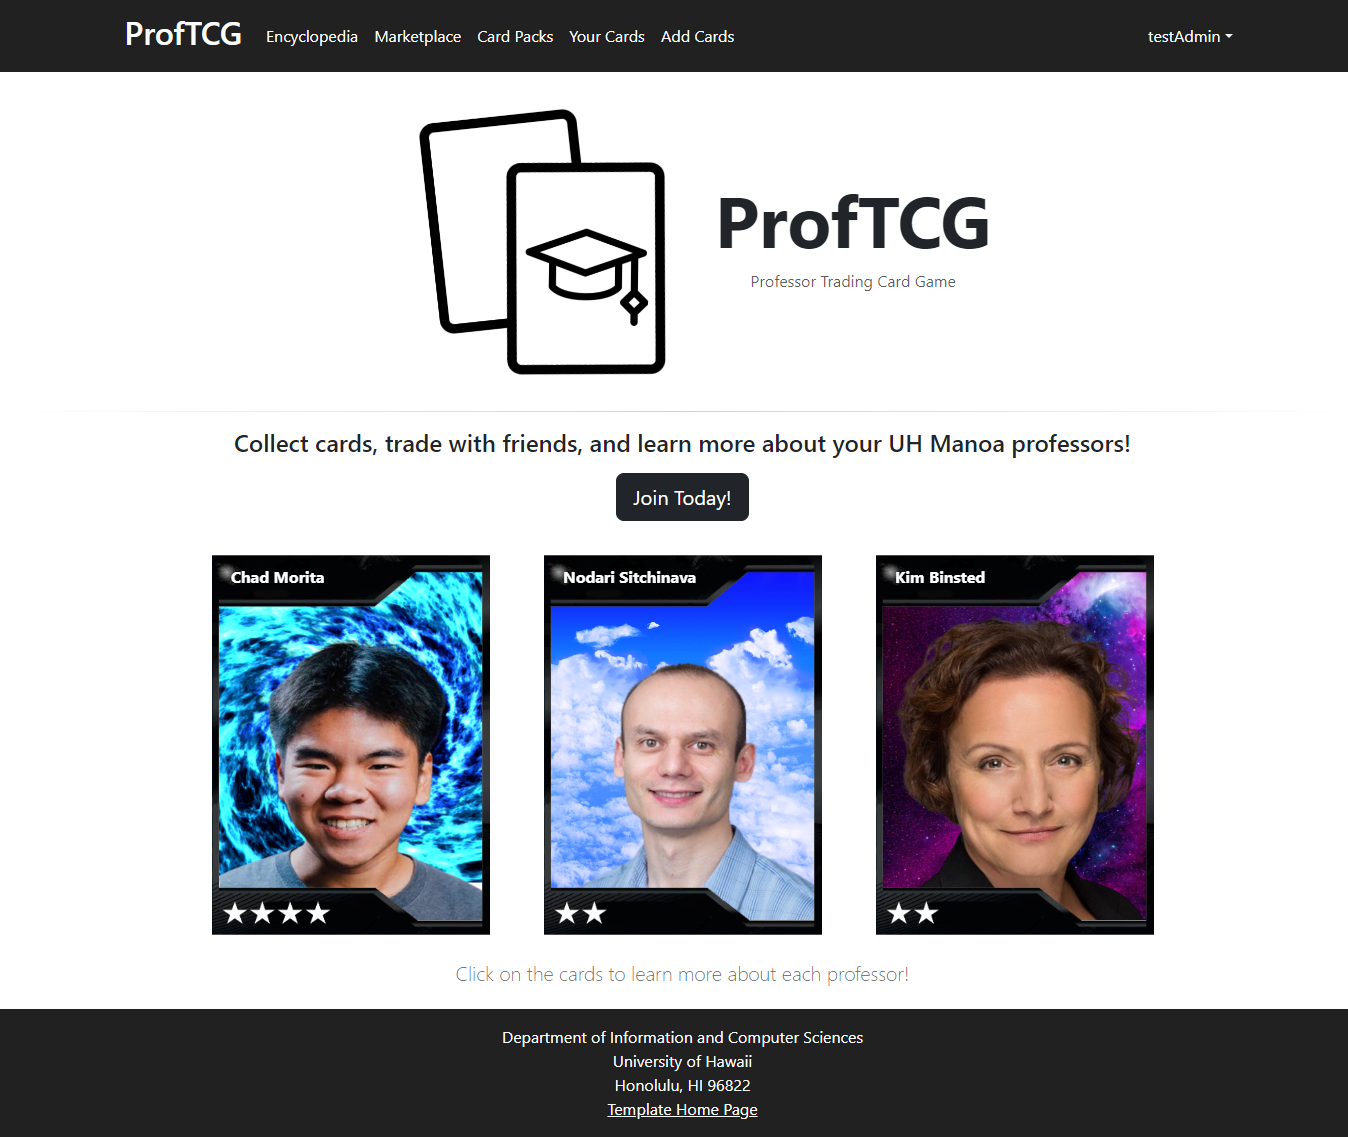 ProfTCG Encyclopedia Marketplace Card Packs Your Cards Add Cards testAdmin
ProfTCG
Professor Trading Card Game
Collect cards, trade with friends, and learn more about your UH Manoa professors!
Join Today!
Chad Morita
Nodari Sitchinava
Kim Binsted
Click on the cards to learn more about each professor!
Department of Information and Computer Sciences
University of Hawaii
Honolulu, HI 96822
Template Home Page